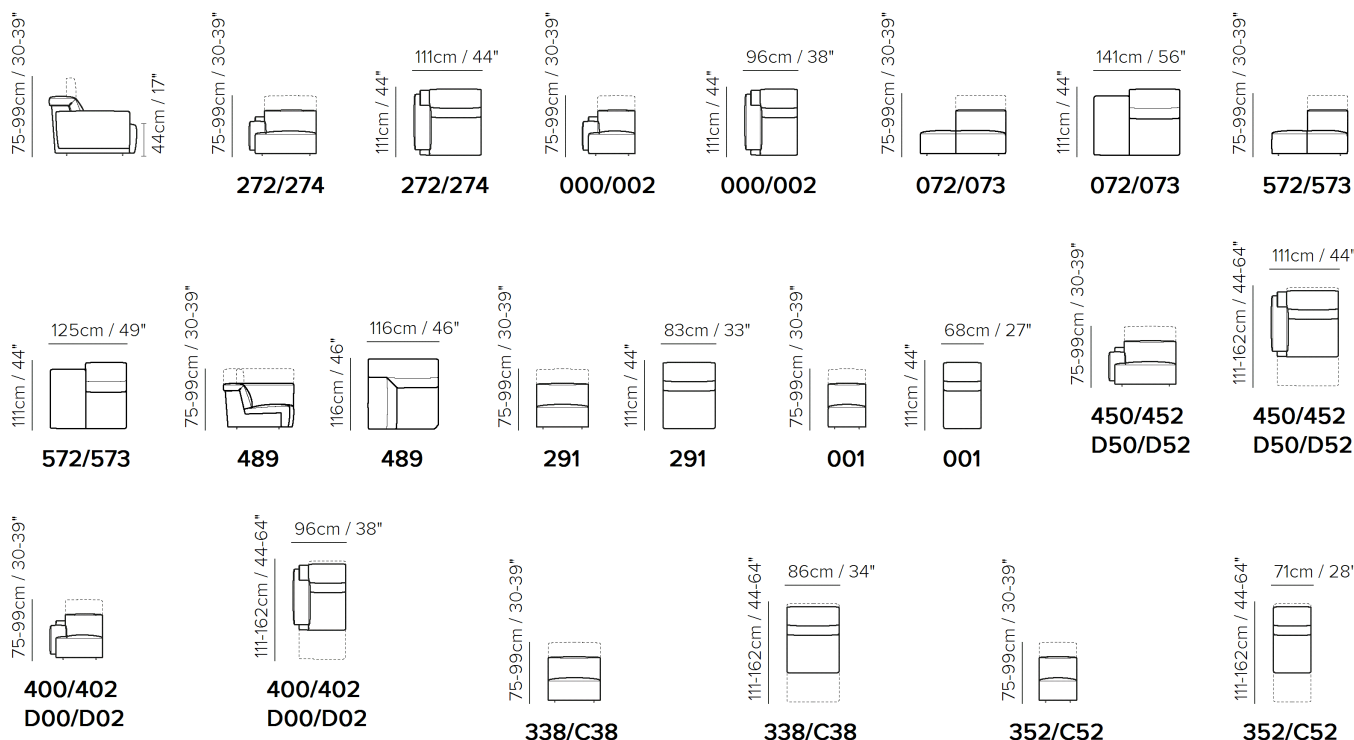 75-99cm / 30-39"
44cm / 17"
75-99cm / 30-39"
272/274
111cm / 44"
111cm / 44"
272/274
75-99cm / 30-39"
000/002
96cm / 38"
111cm / 44"
000/002
75-99cm / 30-39"
072/073
141cm / 56"
111cm / 44"
072/073
75-99cm / 30-39"
572/573
125cm / 49"
111cm / 44"
572/573
75-99cm / 30-39"
489
116cm / 46"
116cm / 46"
489
75-99cm / 30-39"
291
83cm / 33"
111cm / 44"
291
75-99cm / 30-39"
001
68cm / 27"
111cm / 44"
001
75-99cm / 30-39"
450/452
D50/D52
111cm / 44"
111-162cm / 44-64"
450/452
D50/D52
75-99cm / 30-39"
400/402
D00/D02
96cm / 38"
111-162cm / 44-64"
400/402
D00/D02
75-99cm / 30-39"
338/C38
86cm / 34"
111-162cm / 44-64"
338/C38
75-99cm / 30-39"
352/C52
71cm / 28"
111-162cm / 44-64"
352/C52